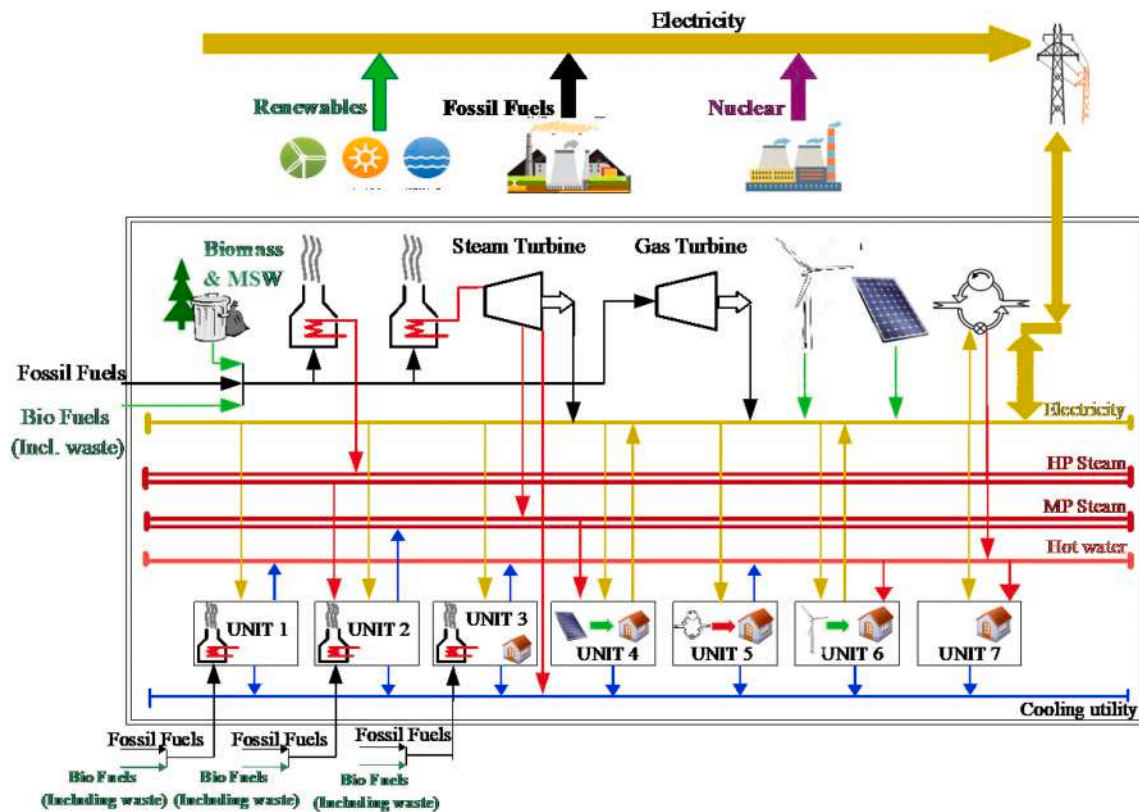 Electricity
Renewables
Fossil Fuels
Nuclear
Biomass
& MSW
Steam Turbine
Gas Turbine
Fossil Fuels
Bio Fuels
(Incl. waste)
Electricity
HP Steam
MP Steam
Hot water
UNIT 1
UNIT 2
UNIT 3
UNIT 4
UNIT 5
UNIT 6
UNIT 7
Cooling utility
Fossil Fuels
Fossil Fuels
Fossil Fuels
Bio Fuels
(Including waste)
Bio Fuels
(Including waste)
Bio Fuels
(Including waste)